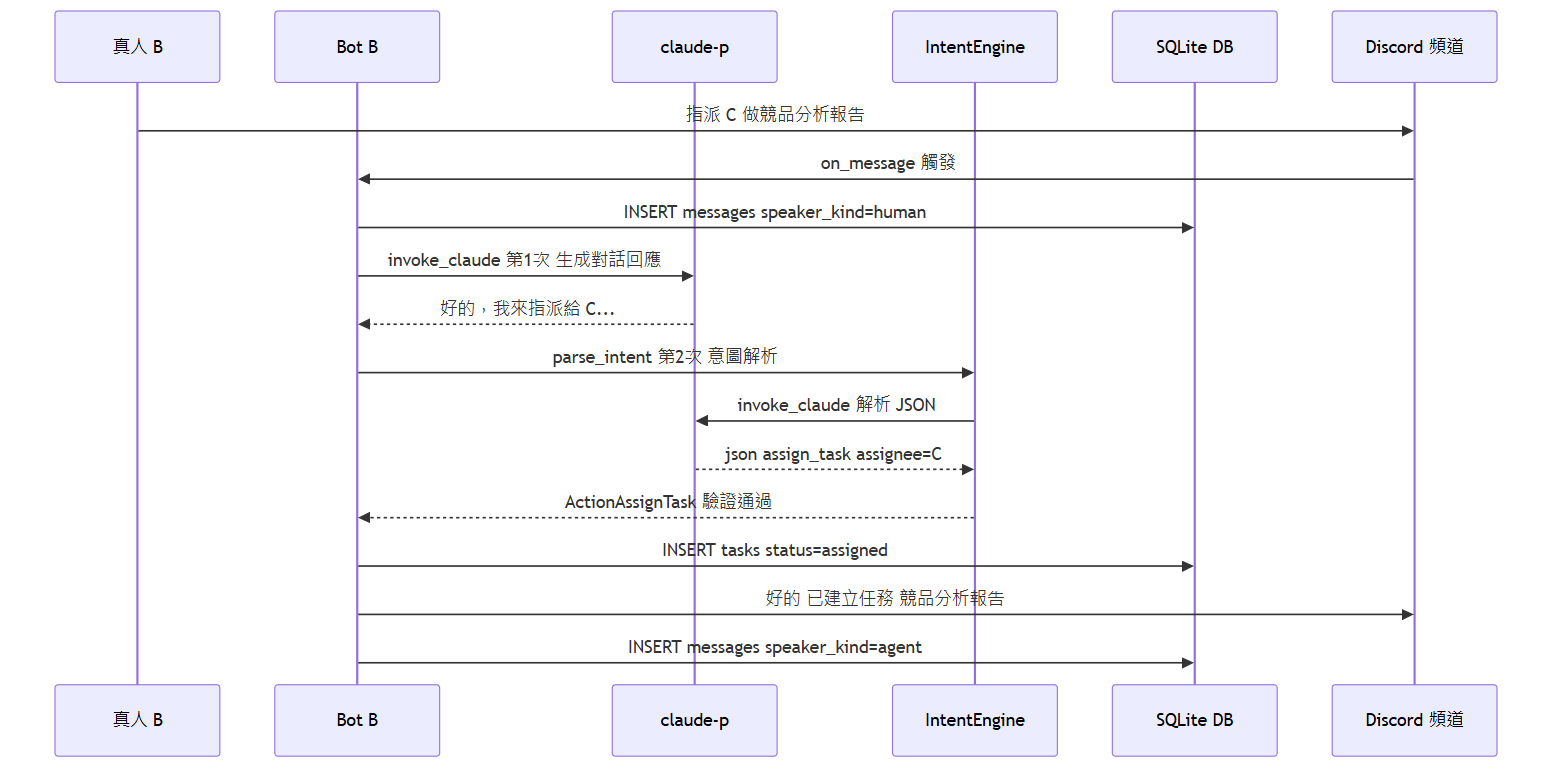 真人 B
Bot B
claude-p
IntentEngine
SQLite DB
Discord 頻道
指派 C 做競品分析報告
on_message 觸發
INSERT messages speaker_kind=human
invoke_claude 第1次 生成對話回應
好的，我來指派給 C...
parse_intent 第2次 意圖解析
invoke_claude 解析 JSON
json assign_task assignee=C
ActionAssignTask 驗證通過
INSERT tasks status=assigned
好的 已建立任務 競品分析報告
INSERT messages speaker_kind=agent
真人 B
Bot B
claude-p
IntentEngine
SQLite DB
Discord 頻道